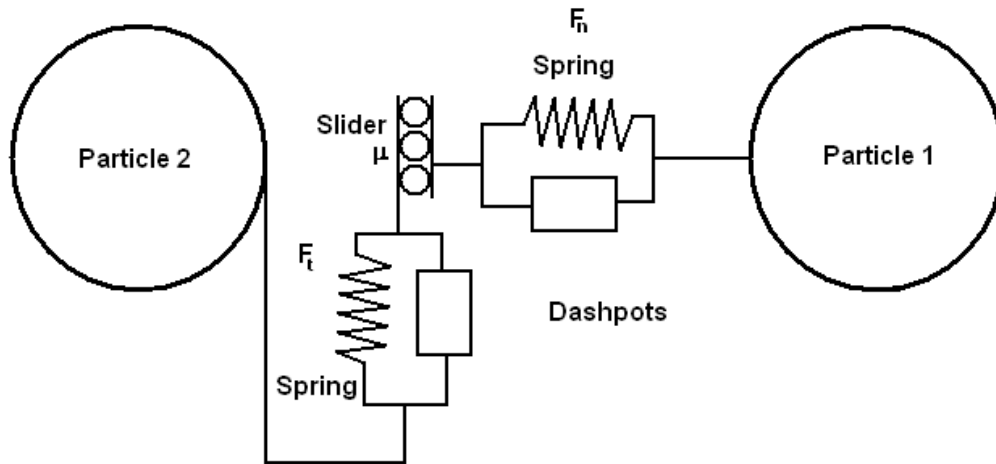 Fn
Spring
Slider
μ
Particle 2
Particle 1
Ft
Dashpots
Spring